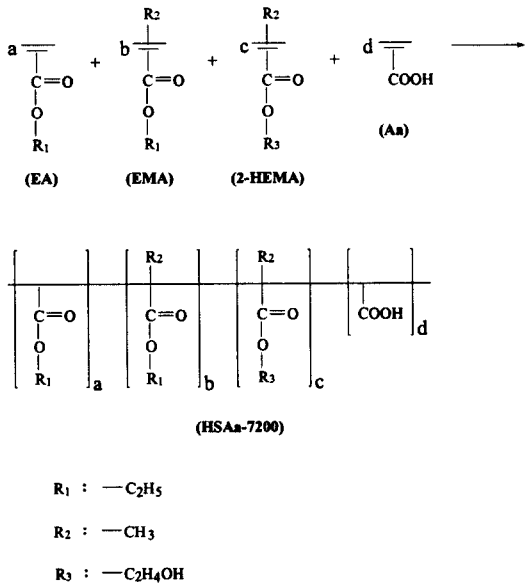 a + b + c + d
R2 R2
C=O C=O C=O COOH
O O O
R1 R1 R3
(EA) (EMA) (2-HEMA) (Aa)
R2 R2
C=O C=O C=O COOH
O O O
R1 R1 R3
a b c d
(HSAa-7200)
R1 : —C2H5
R2 : —CH3
R3 : —C2H4OH